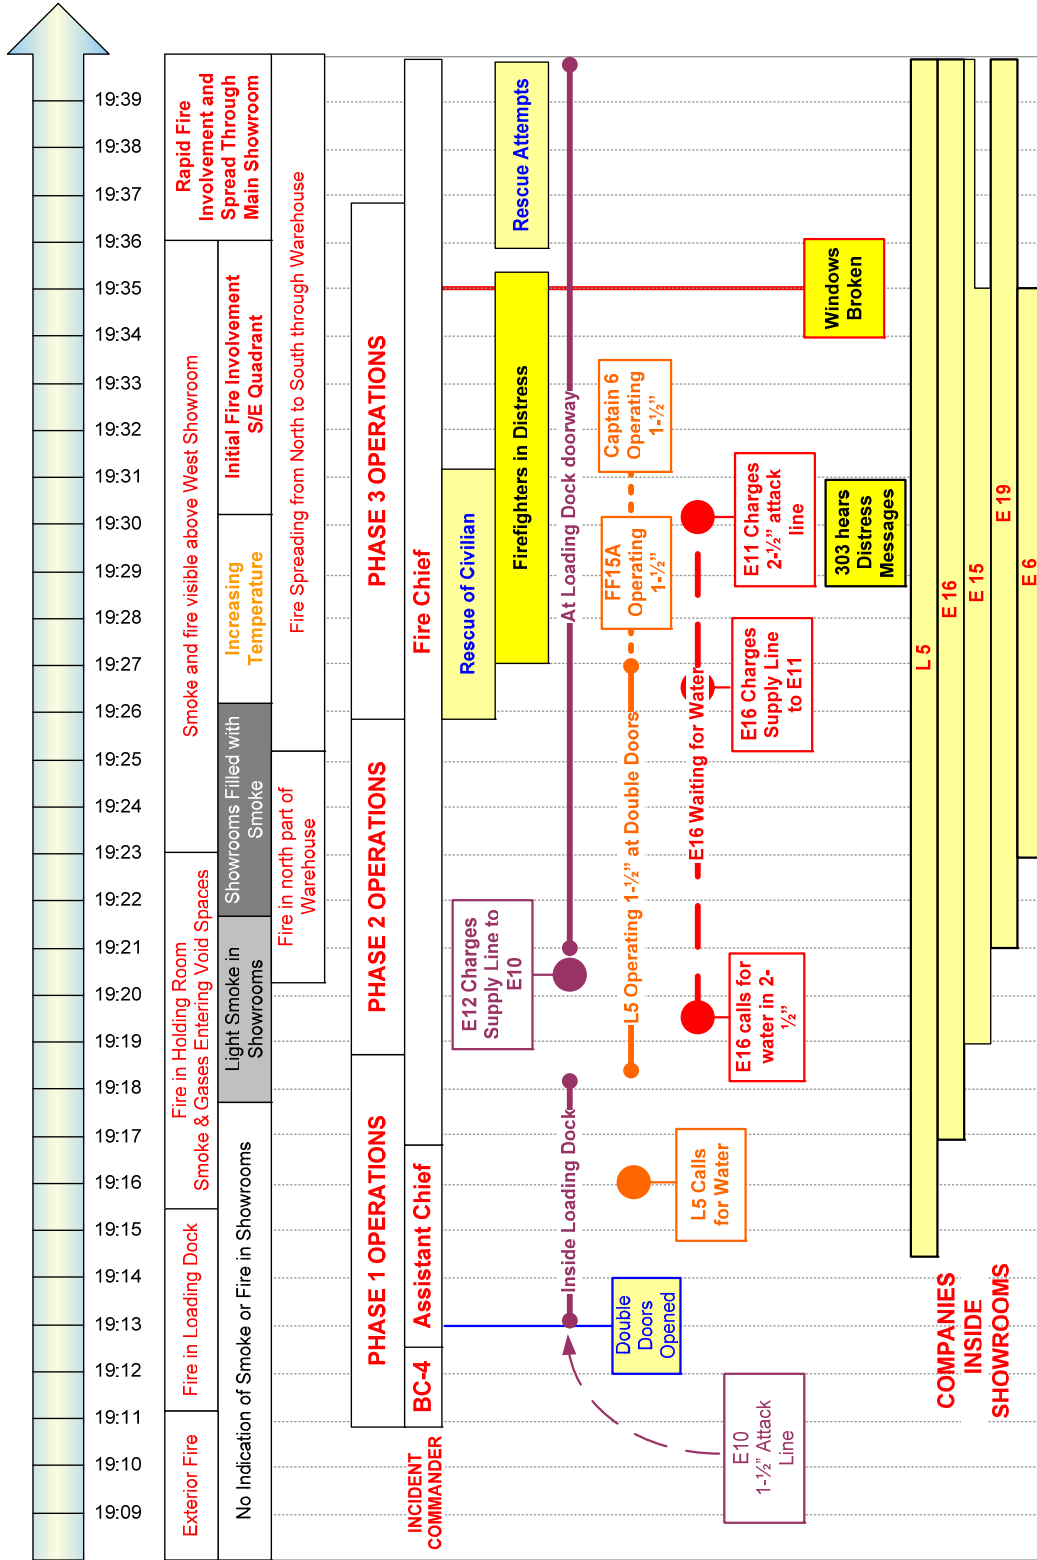 19:39
19:38
19:37
19:36
19:35
19:34
19:33
19:32
19:31
19:30
19:29
19:28
19:27
19:26
19:25
19:24
19:23
19:22
19:21
19:20
19:19
19:18
19:17
19:16
19:15
19:14
19:13
19:12
19:11
19:10
19:09
Exterior Fire
Fire in Loading Dock
Fire in Holding Room
Smoke & Gases Entering Void Spaces
Smoke and fire visible above West Showroom
Rapid Fire
Involvement and
Spread Through
Main Showroom
No Indication of Smoke or Fire in Showrooms
Light Smoke in
Showrooms
Showrooms Filled with
Smoke
Increasing
Temperature
Initial Fire Involvement
S/E Quadrant
Fire in north part of
Warehouse
Fire Spreading from North to South through Warehouse
PHASE 1 OPERATIONS
PHASE 2 OPERATIONS
PHASE 3 OPERATIONS
INCIDENT
COMMANDER
BC-4
Assistant Chief
Fire Chief
Rescue of Civilian
Firefighters in Distress
Rescue Attempts
E12 Charges
Supply Line to
E10
Inside Loading Dock
At Loading Dock doorway
Double
Doors
Opened
L5 Operating 1-½” at Double Doors
FF15A
Operating
1-½”
Captain 6
Operating
1-½”
L5 Calls
for Water
E16 Waiting for Water
E10
1-½” Attack
Line
E16 calls for
water in 2-
½”
E16 Charges
Supply Line
to E11
E11 Charges
2-½” attack
line
Windows
Broken
303 hears
Distress
Messages
COMPANIES
INSIDE
SHOWROOMS
L 5
E 16
E 15
E 19
E 6